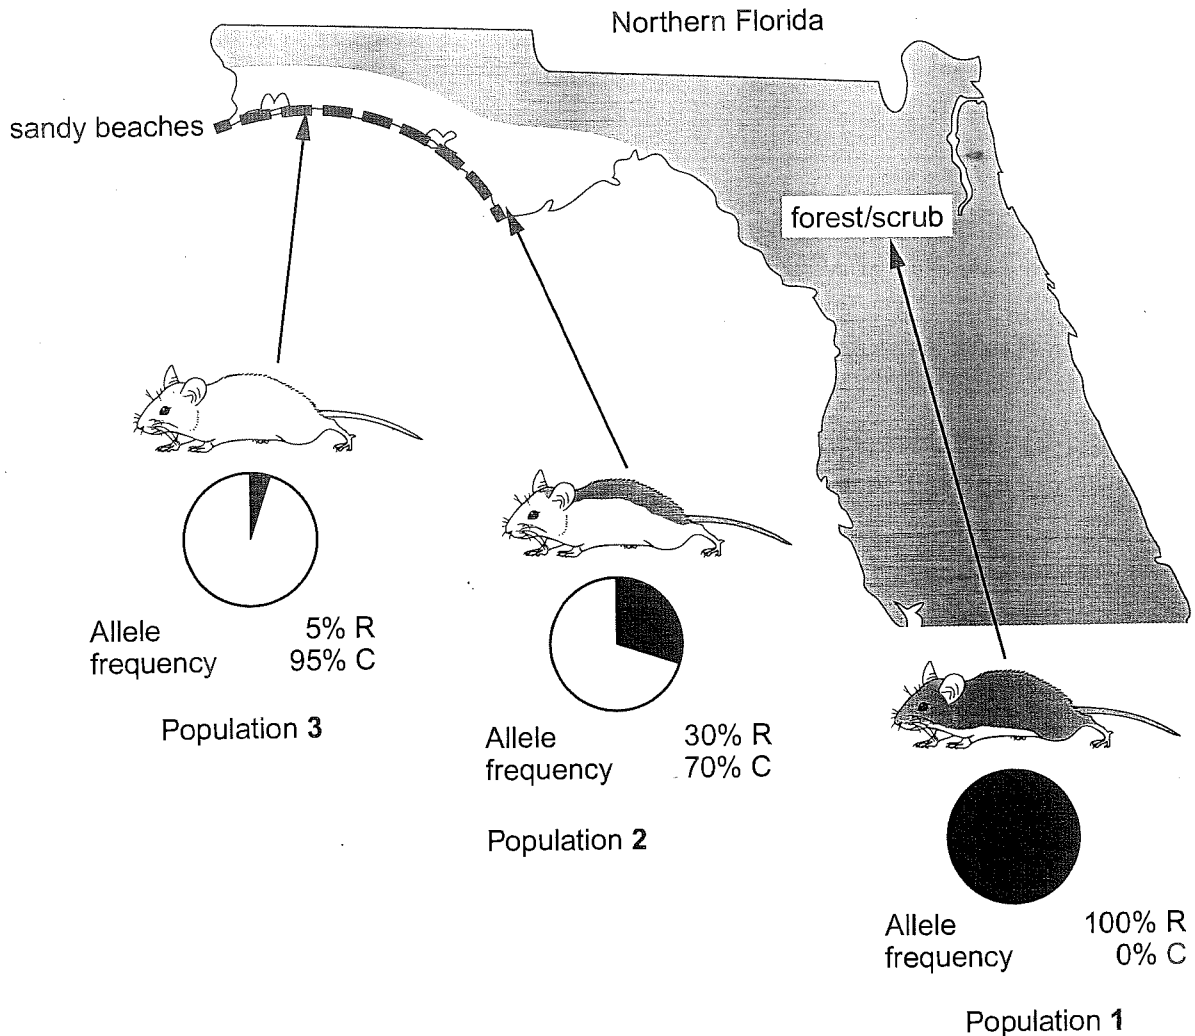 Northern Florida
sandy beaches
forest/scrub
Allele 5% R
frequency 95% C
Population 3
Allele 30% R
frequency 70% C
Population 2
Allele 100% R
frequency 0% C
Population 1